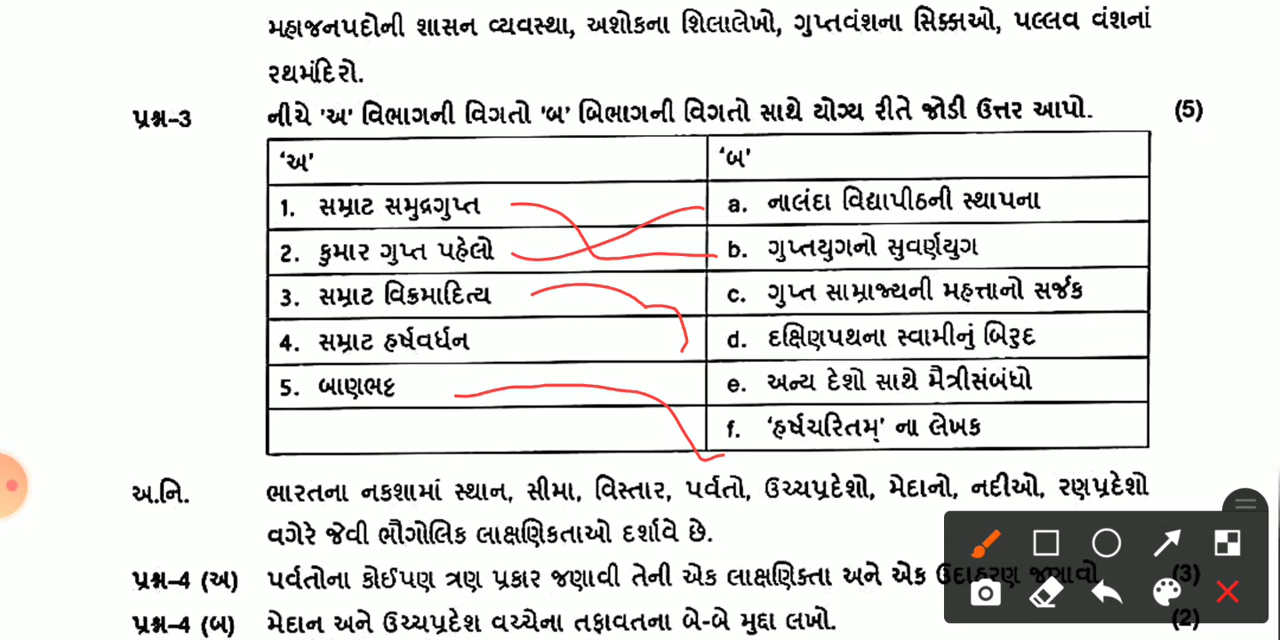 મહાજનપદોની શાસન વ્યવસ્થા, અશોકના શિલાલેખો, ગુપ્તવંશના સિક્કાઓ, પલ્લવ વંશનાં
રથમંદિરો.
પ્રશ્ન-3 નીચે 'અ' વિભાગની વિગતો 'બ' બિભાગની વિગતો સાથે યોગ્ય રીતે જોડી ઉત્તર આપો. (5)
'અ' 'બ'
1. સમ્રાટ સમુદ્રગુપ્ત a. નાલંદા વિદ્યાપીઠની સ્થાપના
2. કુમાર ગુપ્ત પહેલો b. ગુપ્તયુગનો સુવર્ણયુગ
3. સમ્રાટ વિક્રમાદિત્ય c. ગુપ્ત સામ્રાજ્યની મહત્તાનો સર્જક
4. સમ્રાટ હર્ષવર્ધન d. દક્ષિણપથના સ્વામીનું બિરુદ
5. બાણભટ્ટ e. અન્ય દેશો સાથે મૈત્રીસંબંધો
f. 'હર્ષચરિતમ્' ના લેખક
અ.નિ. ભારતના નકશામાં સ્થાન, સીમા, વિસ્તાર, પર્વતો, ઉચ્ચપ્રદેશો, મેદાનો, નદીઓ, રણપ્રદેશો
વગેરે જેવી ભૌગોલિક લાક્ષણિકતાઓ દર્શાવે છે.
પ્રશ્ન-4 (અ) પર્વતોના કોઈપણ ત્રણ પ્રકાર જણાવી તેની એક લાક્ષણિક્તા અને એક ઉદાહરણ જણાવો. (3)
પ્રશ્ન-4 (બ) મેદાન અને ઉચ્ચપ્રદેશ વચ્ચેના તફાવતના બે-બે મુદ્દા લખો. (2)